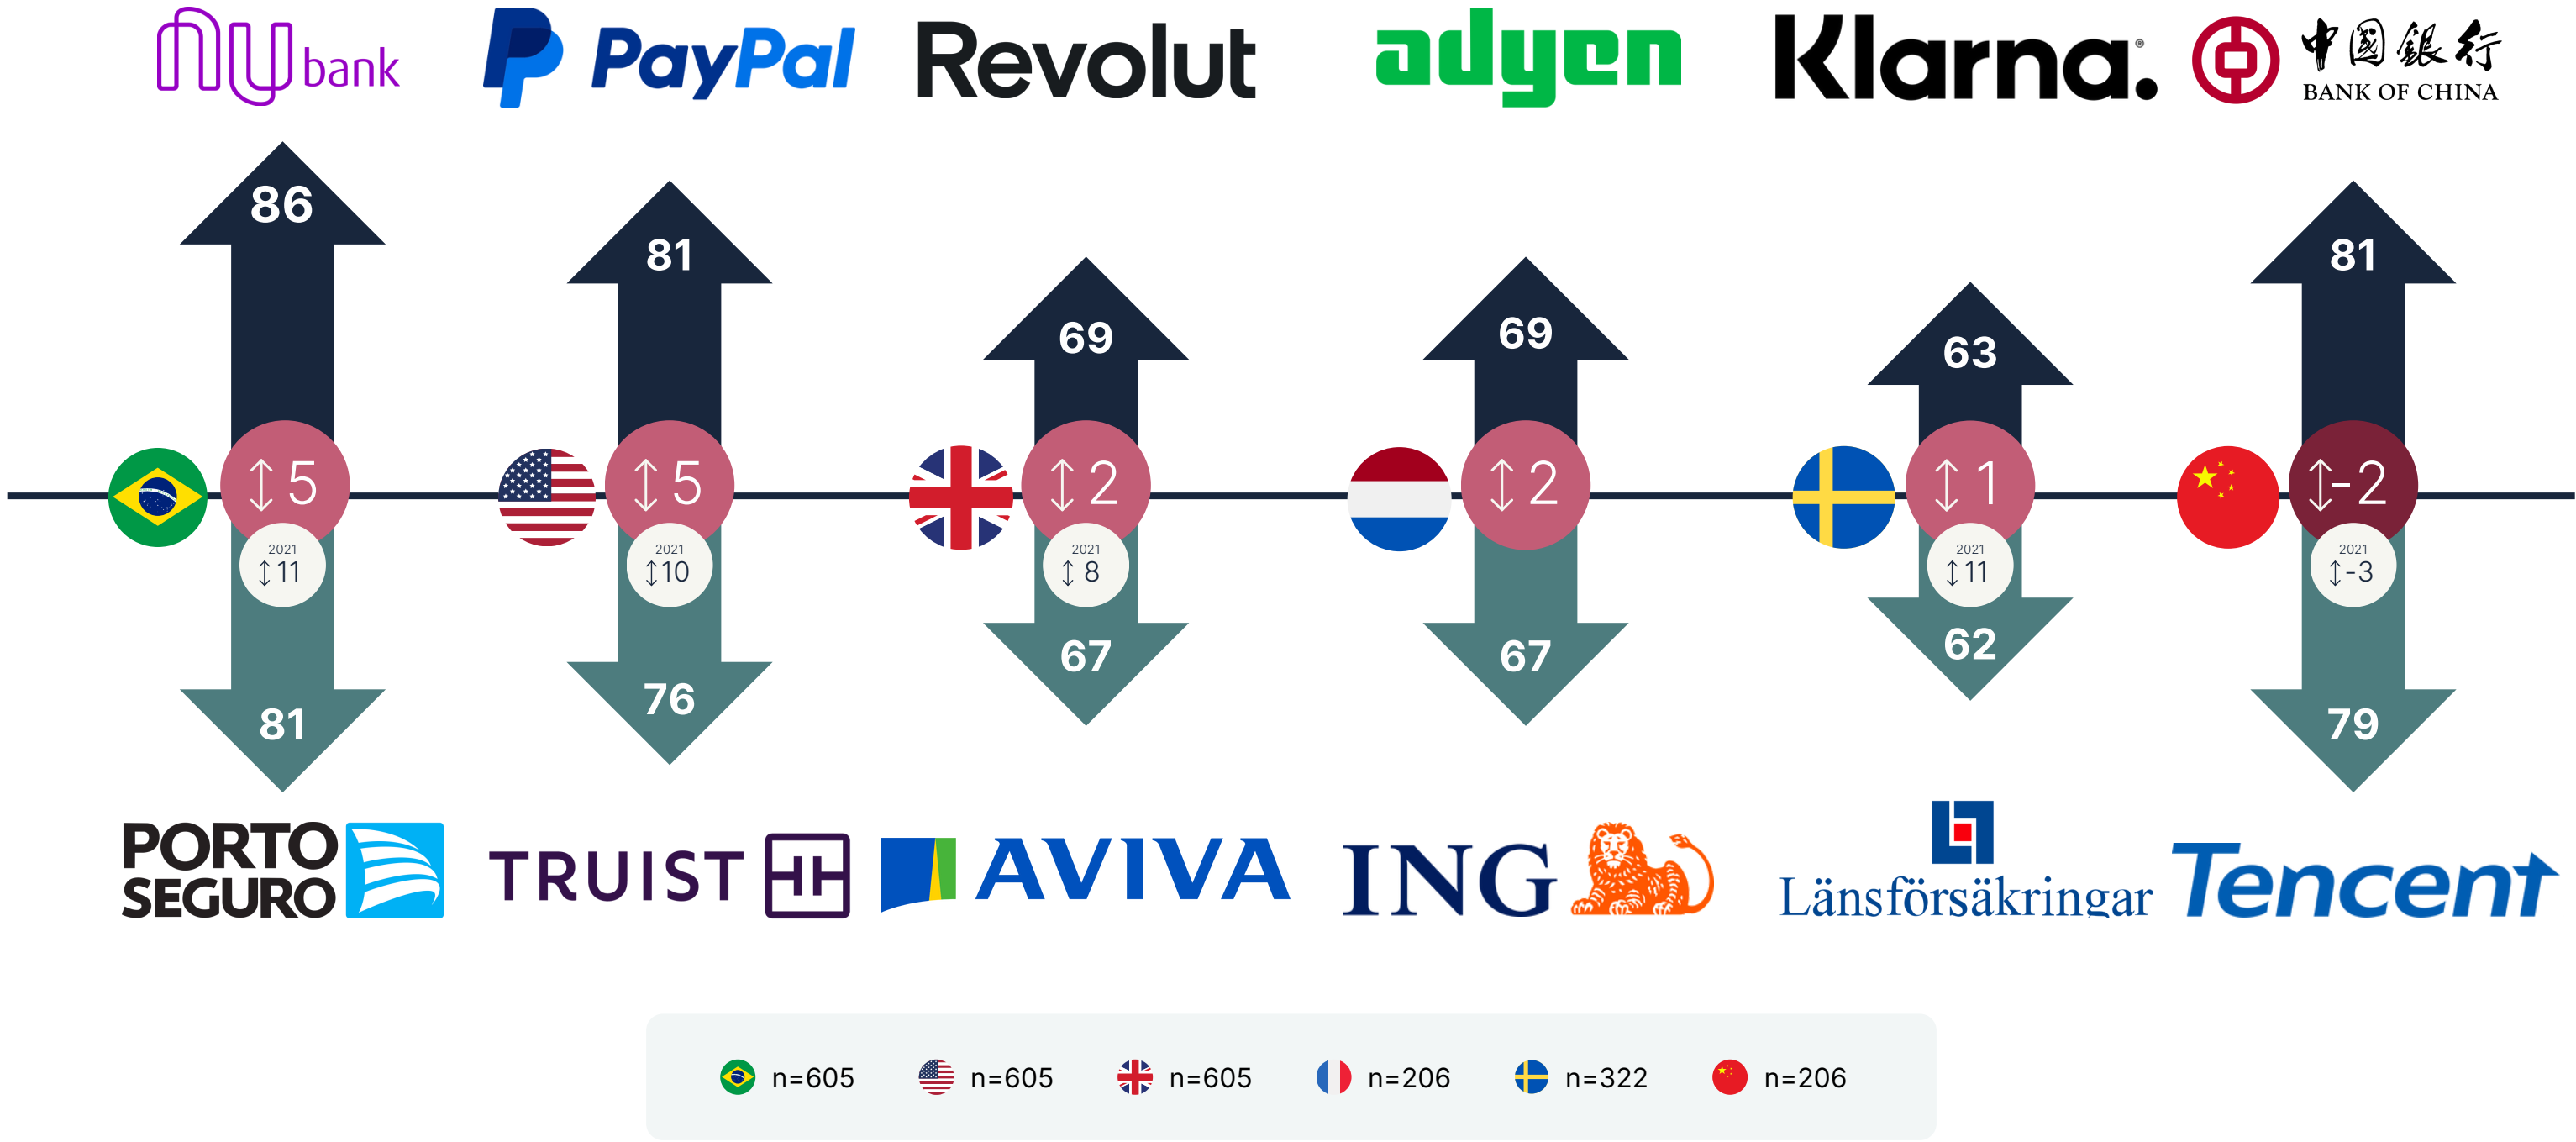 nu bank
PayPal
Revolut
adyen
Klarna.®
中國銀行
BANK OF CHINA
86
81
69
69
63
81
↕5
↕5
↕2
↕2
↕1
↕-2
2021
↕11
2021
↕10
2021
↕8
2021
↕11
2021
↕-3
81
76
67
67
62
79
PORTO
SEGURO
TRUIST
AVIVA
ING
Länsförsäkringar
Tencent
n=605
n=605
n=605
n=206
n=322
n=206